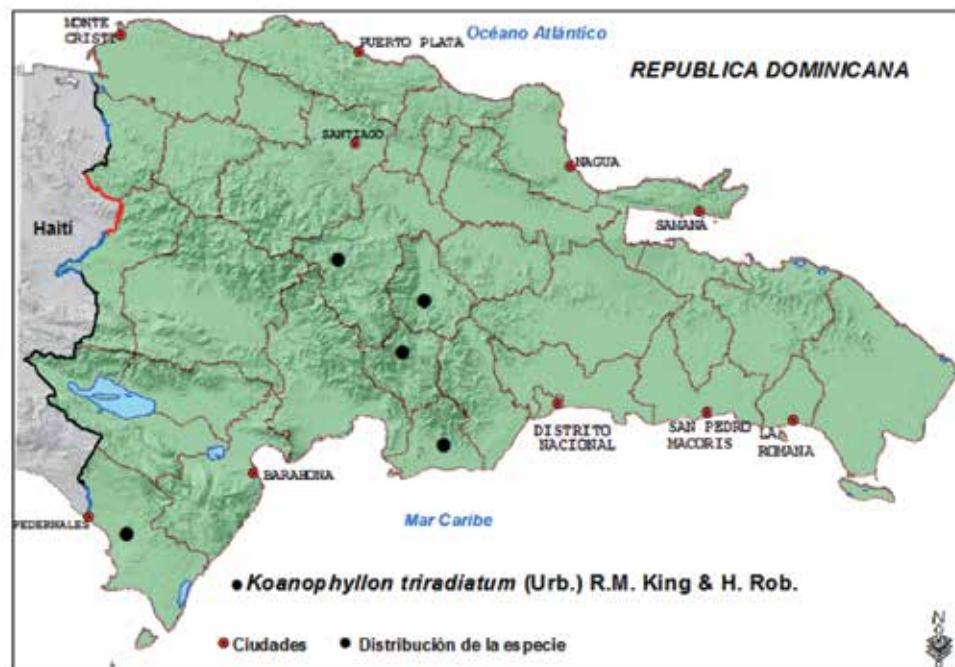 MONTE
CRISTI
PUERTO PLATA
Océano Atlántico
REPUBLICA DOMINICANA
SANTIAGO
NAGUA
SAMANA
Haití
DISTRITO
NACIONAL
SAN PEDRO
MACORIS
LA
ROMANA
BARAHONA
PEDERNALES
Mar Caribe
Koanophyllon triradiatum (Urb.) R.M. King & H. Rob.
Ciudades
Distribución de la especie